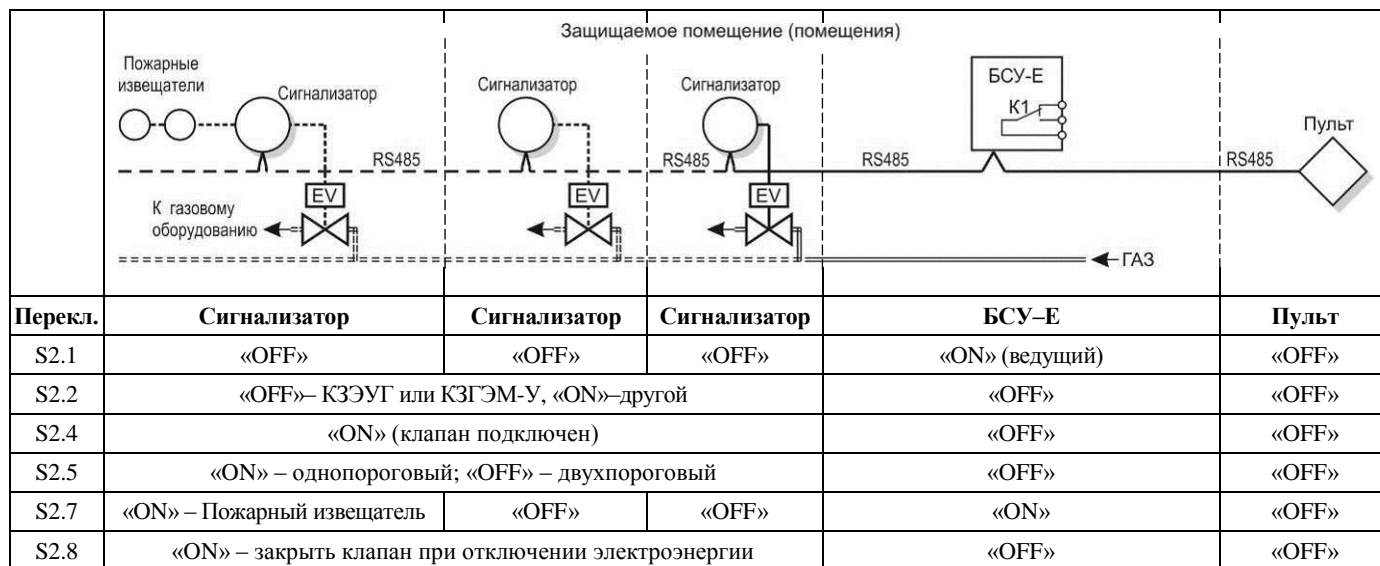 Защищаемое помещение (помещения)
Пожарные
извещатели
Сигнализатор
Сигнализатор
Сигнализатор
БСУ-Е
К1
Пульт
RS485
RS485
RS485
RS485
EV
EV
EV
К газовому
оборудованию
ГАЗ
Перекл. Сигнализатор Сигнализатор Сигнализатор БСУ–Е Пульт
S2.1 «OFF» «OFF» «OFF» «ON» (ведущий) «OFF»
S2.2 «OFF»– КЗЭУГ или КЗГЭМ-У, «ON»–другой «OFF» «OFF»
S2.4 «ON» (клапан подключен) «OFF» «OFF»
S2.5 «ON» – однопороговый; «OFF» – двухпороговый «OFF» «OFF»
S2.7 «ON» – Пожарный извещатель «OFF» «OFF» «ON» «OFF»
S2.8 «ON» – закрыть клапан при отключении электроэнергии «OFF» «OFF»